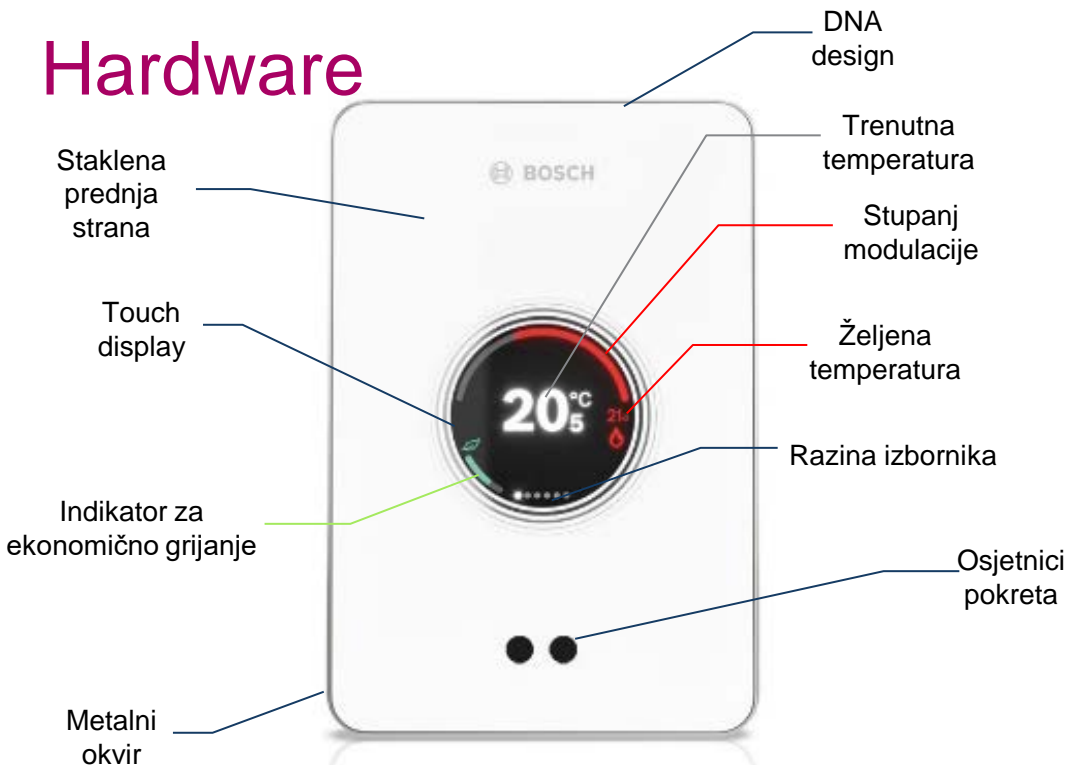 Hardware
DNA
design
Trenutna
temperatura
Staklena
prednja
strana
BOSCH
Stupanj
modulacije
Touch
display
Željena
temperatura
20 °C
5
21
Razina izbornika
Indikator za
ekonomično grijanje
Osjetnici
pokreta
Metalni
okvir